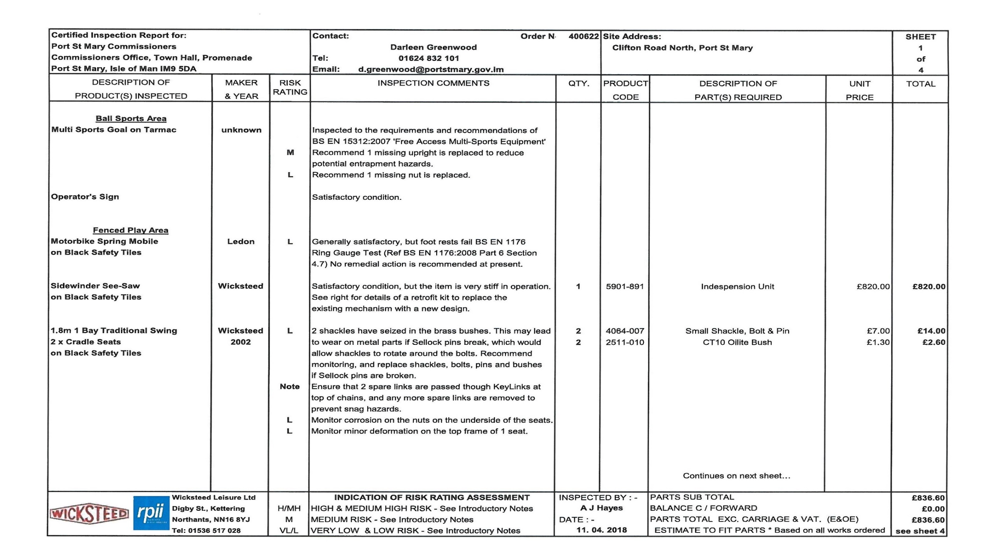 Certified Inspection Report for:
Port St Mary Commissioners
Commissioners Office, Town Hall, Promenade
Port St Mary, Isle of Man IM9 5DA
Contact:
Order N
400622
Darleen Greenwood
Tel: 01624 832 101
Email: d.greenwood@portstmary.gov.im
Site Address:
Clifton Road North, Port St Mary
SHEET
1
of
4
DESCRIPTION OF
PRODUCT(S) INSPECTED
MAKER
& YEAR
RISK
RATING
INSPECTION COMMENTS
QTY.
PRODUCT
CODE
DESCRIPTION OF
PART(S) REQUIRED
UNIT
PRICE
TOTAL
Ball Sports Area
Multi Sports Goal on Tarmac unknown Inspected to the requirements and recommendations of
BS EN 15312:2007 'Free Access Multi-Sports Equipment'
M Recommend 1 missing upright is replaced to reduce
potential entrapment hazards.
L Recommend 1 missing nut is replaced.
Operator's Sign Satisfactory condition.
Fenced Play Area
Motorbike Spring Mobile Ledon L Generally satisfactory, but foot rests fail BS EN 1176
on Black Safety Tiles Ring Gauge Test (Ref BS EN 1176:2008 Part 6 Section
4.7) No remedial action is recommended at present.
Sidewinder See-Saw Wicksteed Satisfactory condition, but the item is very stiff in operation. 1 5901-891 Indespension Unit £820.00 £820.00
on Black Safety Tiles See right for details of a retrofit kit to replace the
existing mechanism with a new design.
1.8m 1 Bay Traditional Swing Wicksteed L 2 shackles have seized in the brass bushes. This may lead 2 4064-007 Small Shackle, Bolt & Pin £7.00 £14.00
2 x Cradle Seats 2002 to wear on metal parts if Sellock pins break, which would 2 2511-010 CT10 Oilite Bush £1.30 £2.60
on Black Safety Tiles allow shackles to rotate around the bolts. Recommend
monitoring, and replace shackles, bolts, pins and bushes
if Sellock pins are broken.
Note Ensure that 2 spare links are passed though KeyLinks at
top of chains, and any more spare links are removed to
prevent snag hazards.
L Monitor corrosion on the nuts on the underside of the seats.
L Monitor minor deformation on the top frame of 1 seat.
Continues on next sheet...
WICKSTEED
rpii
Wicksteed Leisure Ltd
Digby St., Kettering
Northants, NN16 8YJ
Tel: 01536 517 028
INDICATION OF RISK RATING ASSESSMENT
H/MH HIGH & MEDIUM HIGH RISK - See Introductory Notes
M MEDIUM RISK - See Introductory Notes
VL/L VERY LOW & LOW RISK - See Introductory Notes
INSPECTED BY : -
A J Hayes
DATE : -
11. 04. 2018
PARTS SUB TOTAL £836.60
BALANCE C / FORWARD £0.00
PARTS TOTAL EXC. CARRIAGE & VAT. (E&OE) £836.60
ESTIMATE TO FIT PARTS * Based on all works ordered see sheet 4